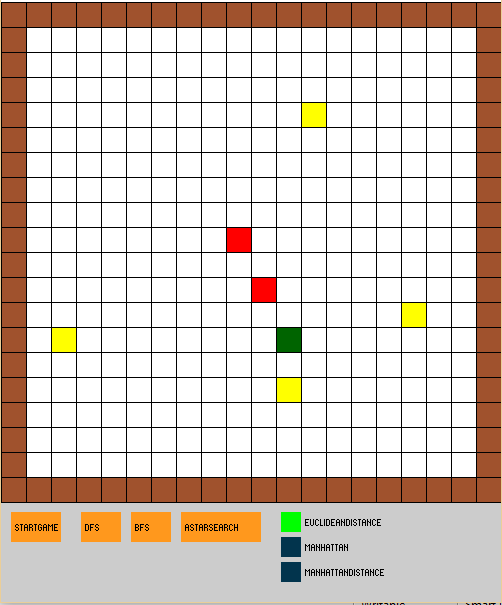 STARTGAME DFS BFS ASTARSEARCH
EUCLIDEANDISTANCE
MANHATTAN
MANHATTANDISTANCE